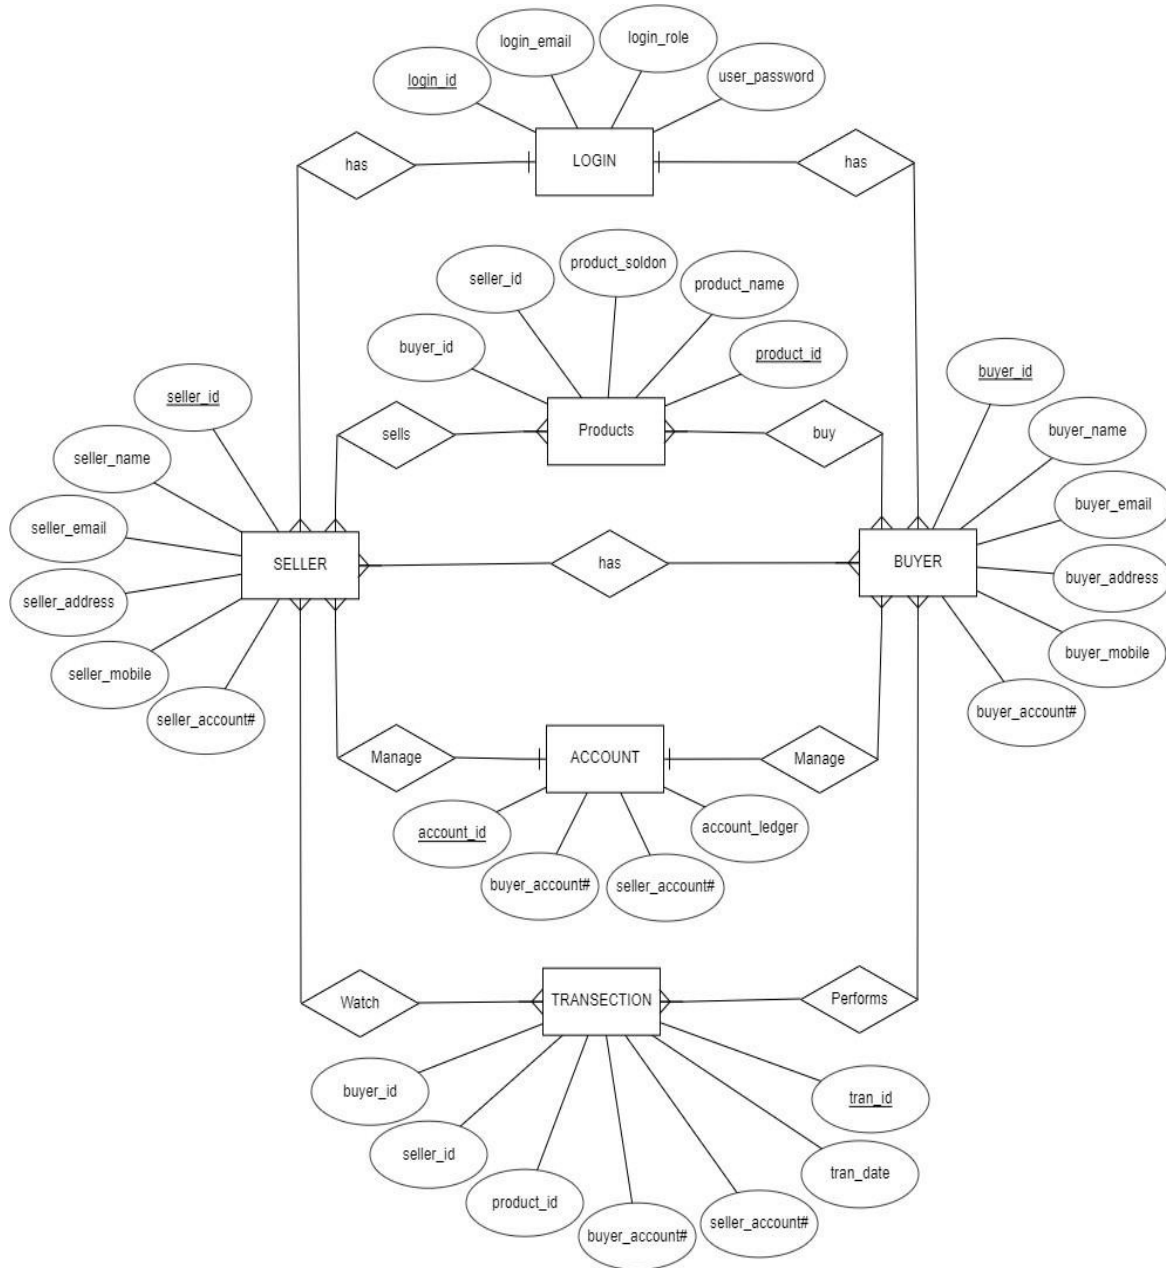 login_email
login_role
login_id
user_password
has
LOGIN
has
product_soldon
seller_id
product_name
buyer_id
product_id
seller_id
buyer_id
sells
Products
buy
seller_name
buyer_name
seller_email
buyer_email
SELLER
has
BUYER
seller_address
buyer_address
seller_mobile
buyer_mobile
seller_account#
buyer_account#
Manage
ACCOUNT
Manage
account_id
account_ledger
buyer_account#
seller_account#
Watch
TRANSECTION
Performs
buyer_id
tran_id
seller_id
tran_date
product_id
seller_account#
buyer_account#